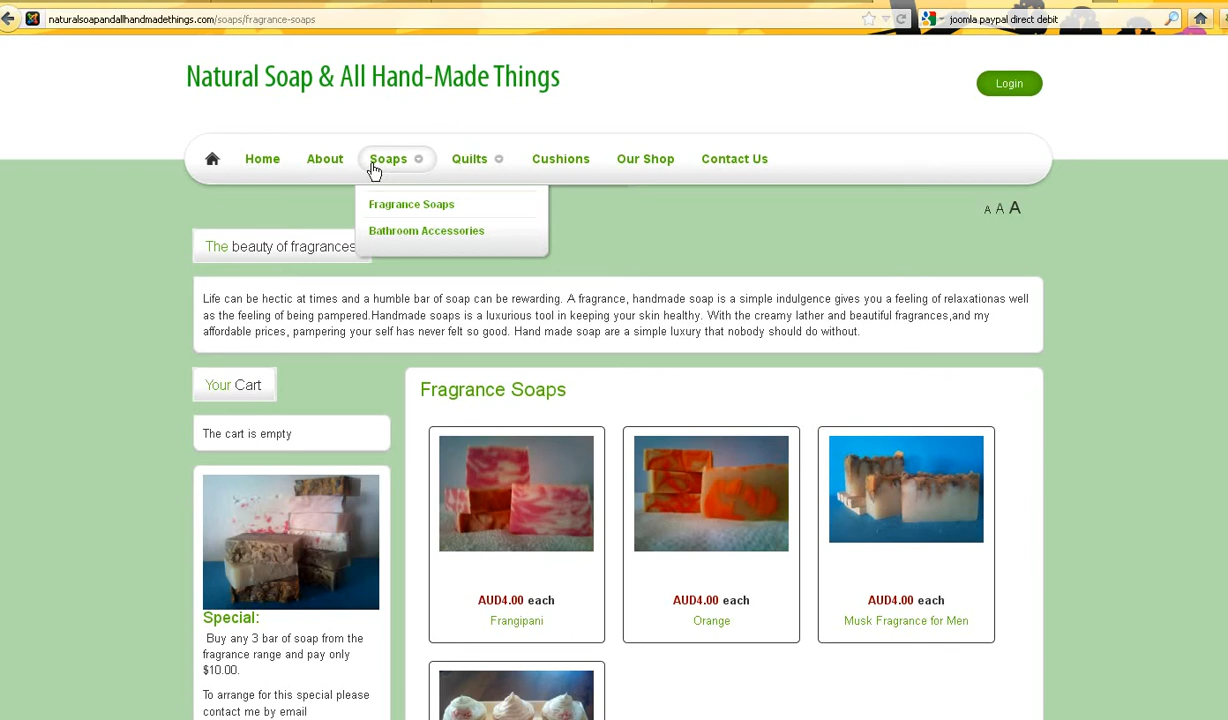 naturalsoapandallhandmadethings.com/soaps/fragrance-soaps
joomla paypal direct debit
Natural Soap & All Hand-Made Things
Login
Home About Soaps Quilts Cushions Our Shop Contact Us
Fragrance Soaps
Bathroom Accessories
A A A
The beauty of fragrances
Life can be hectic at times and a humble bar of soap can be rewarding. A fragrance, handmade soap is a simple indulgence gives you a feeling of relaxationas well
as the feeling of being pampered.Handmade soaps is a luxurious tool in keeping your skin healthy. With the creamy lather and beautiful fragrances,and my
affordable prices, pampering your self has never felt so good. Hand made soap are a simple luxury that nobody should do without.
Your Cart
The cart is empty
Special:
Buy any 3 bar of soap from the
fragrance range and pay only
$10.00.
To arrange for this special please
contact me by email
Fragrance Soaps
AUD4.00 each
Frangipani
AUD4.00 each
Orange
AUD4.00 each
Musk Fragrance for Men